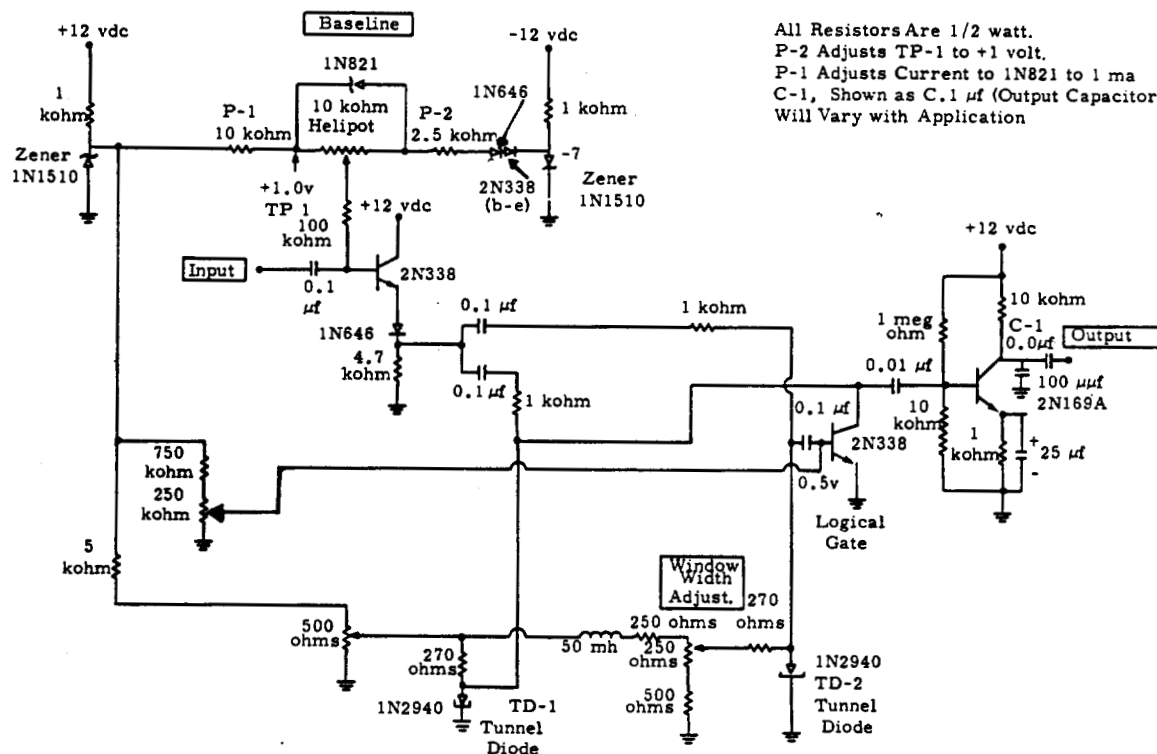 Baseline
+12 vdc
-12 vdc
All Resistors Are 1/2 watt.
P-2 Adjusts TP-1 to +1 volt.
P-1 Adjusts Current to 1N821 to 1 ma
C-1, Shown as C.1 µf (Output Capacitor
Will Vary with Application
1N821
1N646
1
kohm
P-1
10 kohm
10 kohm
Helipot
P-2
2.5 kohm
1 kohm
Zener
1N1510
+1.0v
TP 1
2N338
(b-e)
-7
Zener
1N1510
100
kohm
+12 vdc
+12 vdc
Input
0.1
µf
2N338
1N646
4.7
kohm
0.1 µf
0.1 µf
1 kohm
1 kohm
1 meg
ohm
10 kohm
C-1
0.0µf
Output
0.01 µf
100 µµf
2N169A
10
kohm
1
kohm
+
25 µf
-
0.1 µf
2N338
0.5v
Logical
Gate
750
kohm
250
kohm
5
kohm
Window
Width
Adjust.
270
ohms
250 ohms
500
ohms
50 mh
250
ohms
270
ohms
500
ohms
1N2940
TD-1
Tunnel
Diode
1N2940
TD-2
Tunnel
Diode